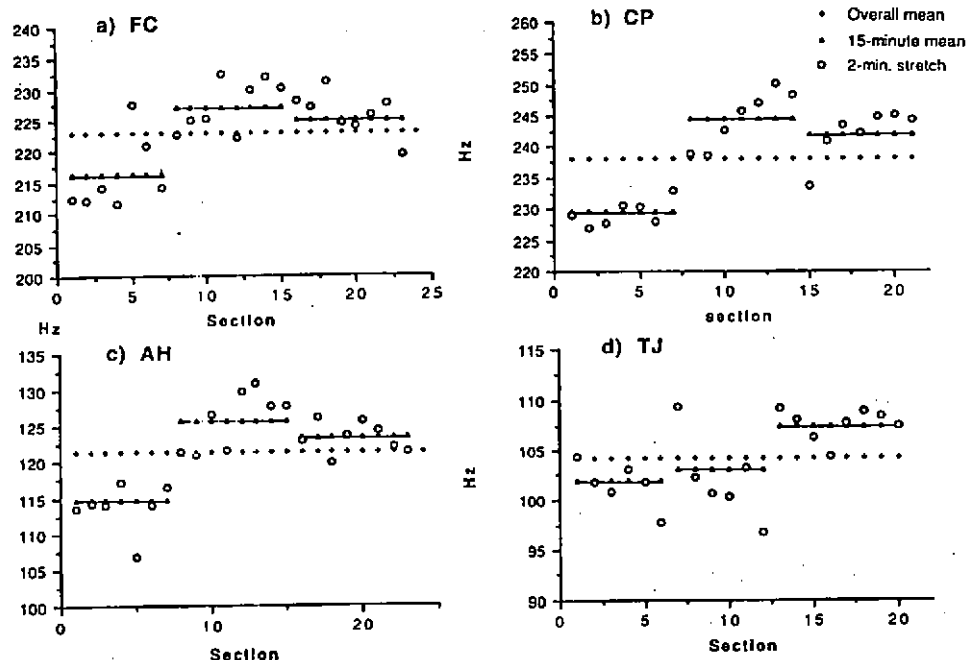 a) FC
240
235
230
225
220
215
210
205
200
0 5 10 15 20 25
Section
b) CP
Overall mean
15-minute mean
2-min. stretch
Hz
260
255
250
245
240
235
230
225
220
0 5 10 15 20
section
Hz
c) AH
135
130
125
120
115
110
105
100
0 10 20
Section
d) TJ
Hz
115
110
105
100
95
90
0 5 10 15 20
Section